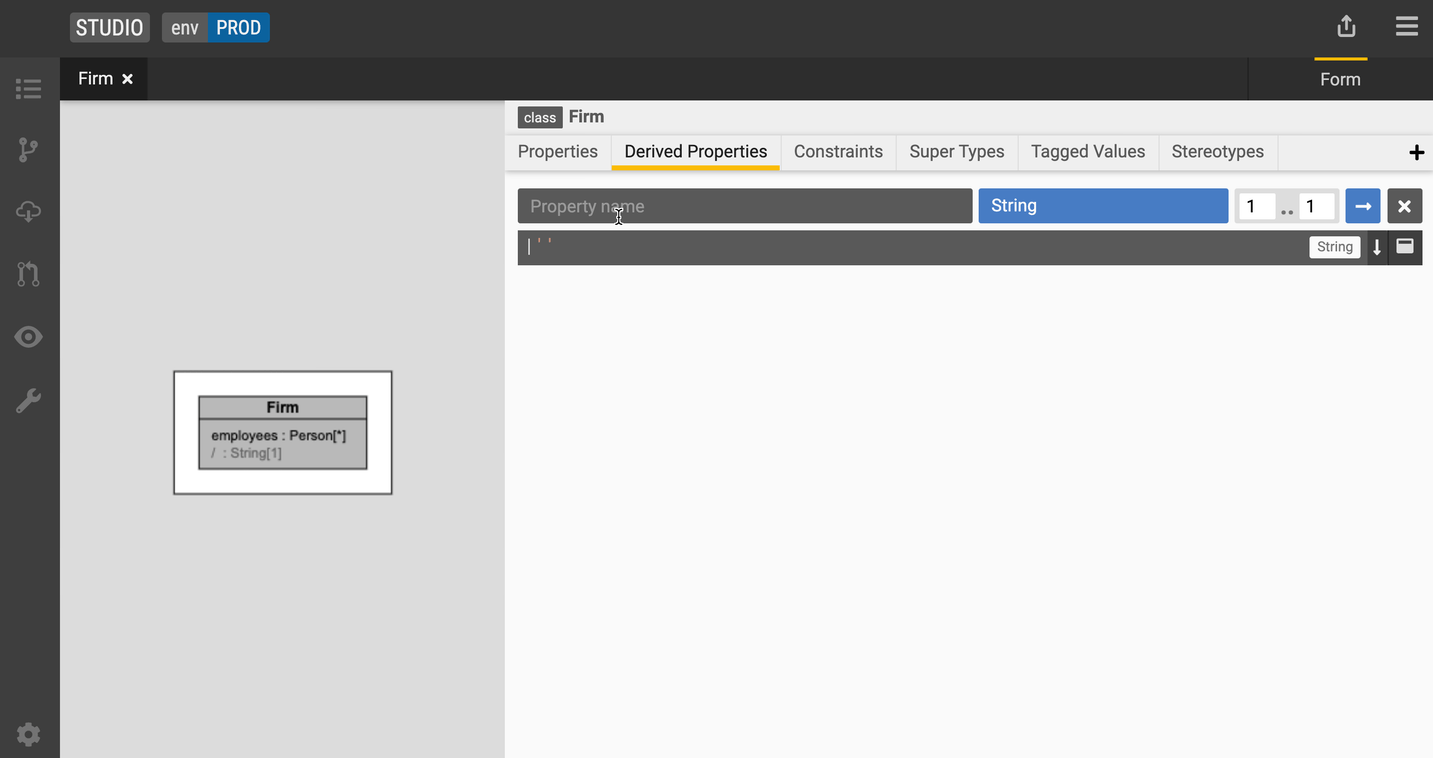 STUDIO env PROD
Firm
Form
class Firm
Properties Derived Properties Constraints Super Types Tagged Values Stereotypes
Property name String 1 .. 1
' ' String
Firm
employees : Person[*]
/ : String[1]